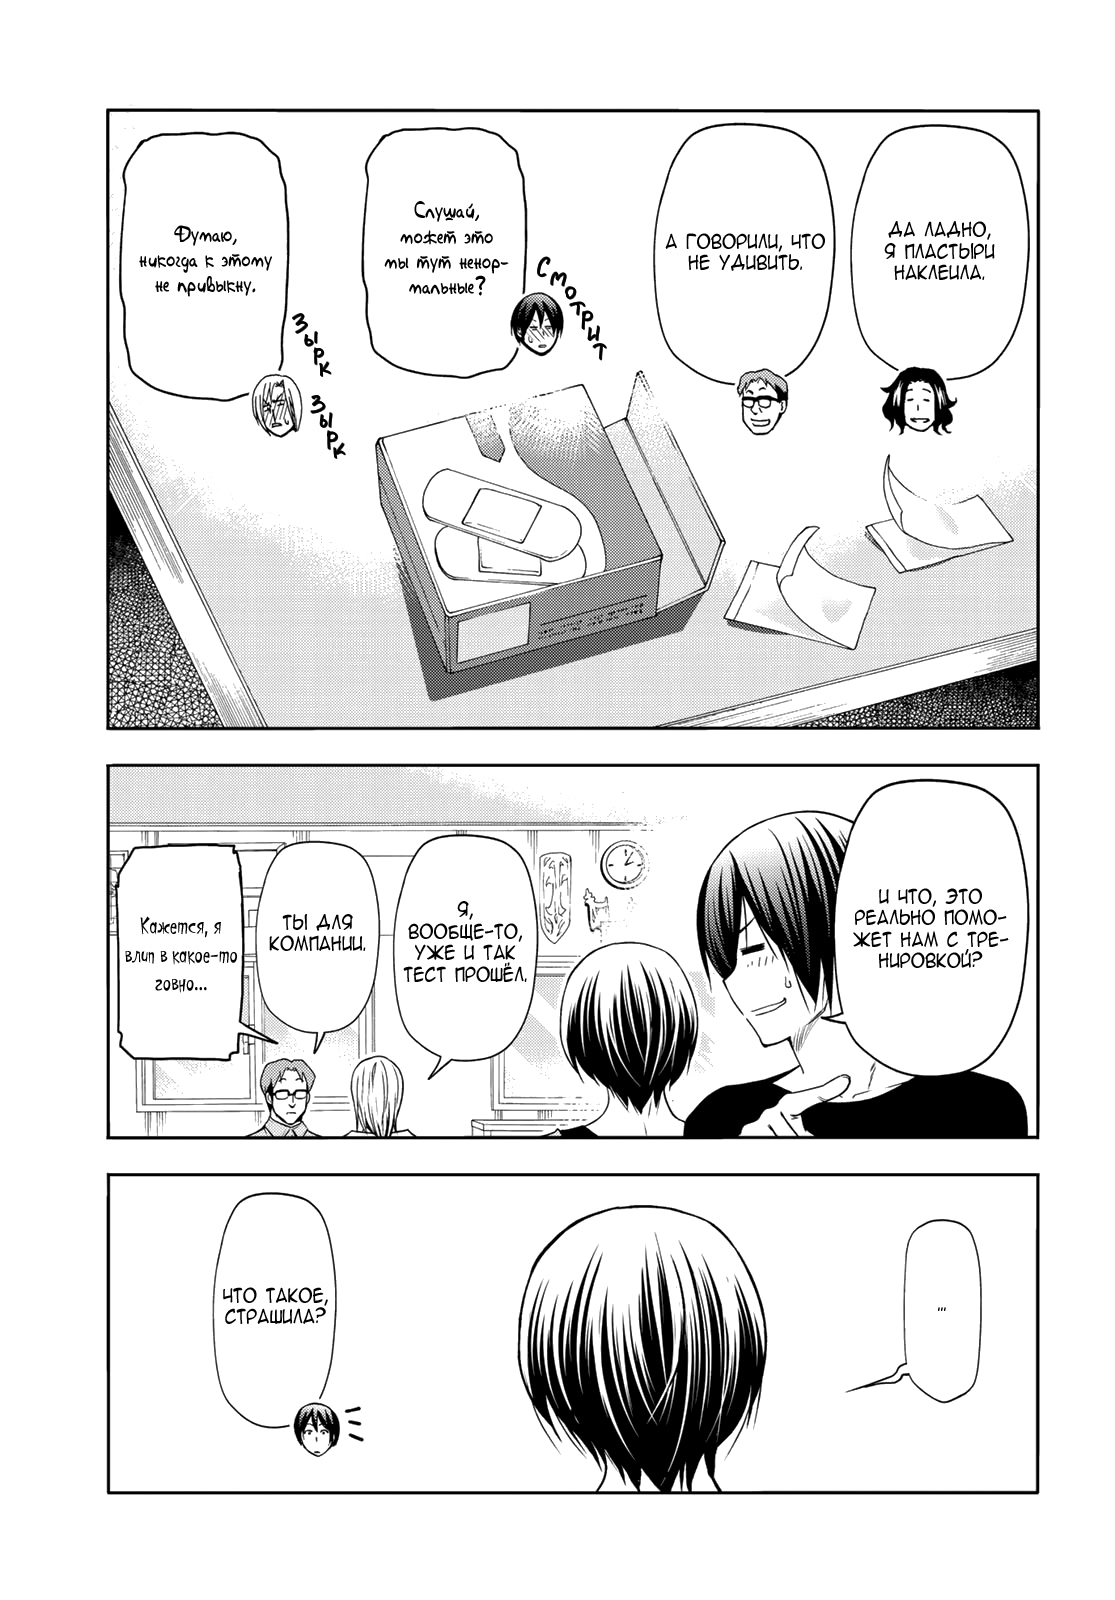 ДА ЛАДНО,
Я ПЛАСТЫРИ
НАКЛЕИЛА.
А ГОВОРИЛИ, ЧТО
НЕ УДИВИТЬ.
Слушай,
может это
мы тут ненор-
мальные?
СМОТРИТ
Думаю,
никогда к этому
не привыкну.
ЗЫРК
ЗЫРК
И ЧТО, ЭТО
РЕАЛЬНО ПОМО-
ЖЕТ НАМ С ТРЕ-
НИРОВКОЙ?
Я,
ВООБЩЕ-ТО,
УЖЕ И ТАК
ТЕСТ ПРОШЁЛ.
ТЫ ДЛЯ
КОМПАНИИ.
Кажется, я
влип в какое-то
говно...
...
ЧТО ТАКОЕ,
СТРАШИЛА?